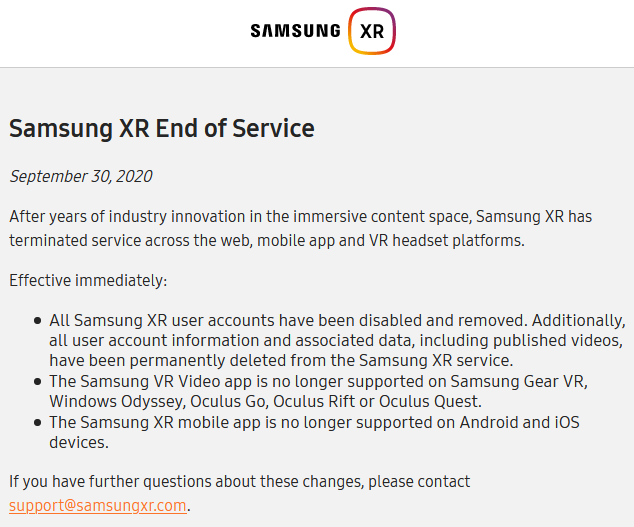 SAMSUNG XR
Samsung XR End of Service
September 30, 2020
After years of industry innovation in the immersive content space, Samsung XR has
terminated service across the web, mobile app and VR headset platforms.
Effective immediately:
All Samsung XR user accounts have been disabled and removed. Additionally,
all user account information and associated data, including published videos,
have been permanently deleted from the Samsung XR service.
The Samsung VR Video app is no longer supported on Samsung Gear VR,
Windows Odyssey, Oculus Go, Oculus Rift or Oculus Quest.
The Samsung XR mobile app is no longer supported on Android and iOS
devices.
If you have further questions about these changes, please contact
support@samsungxr.com.